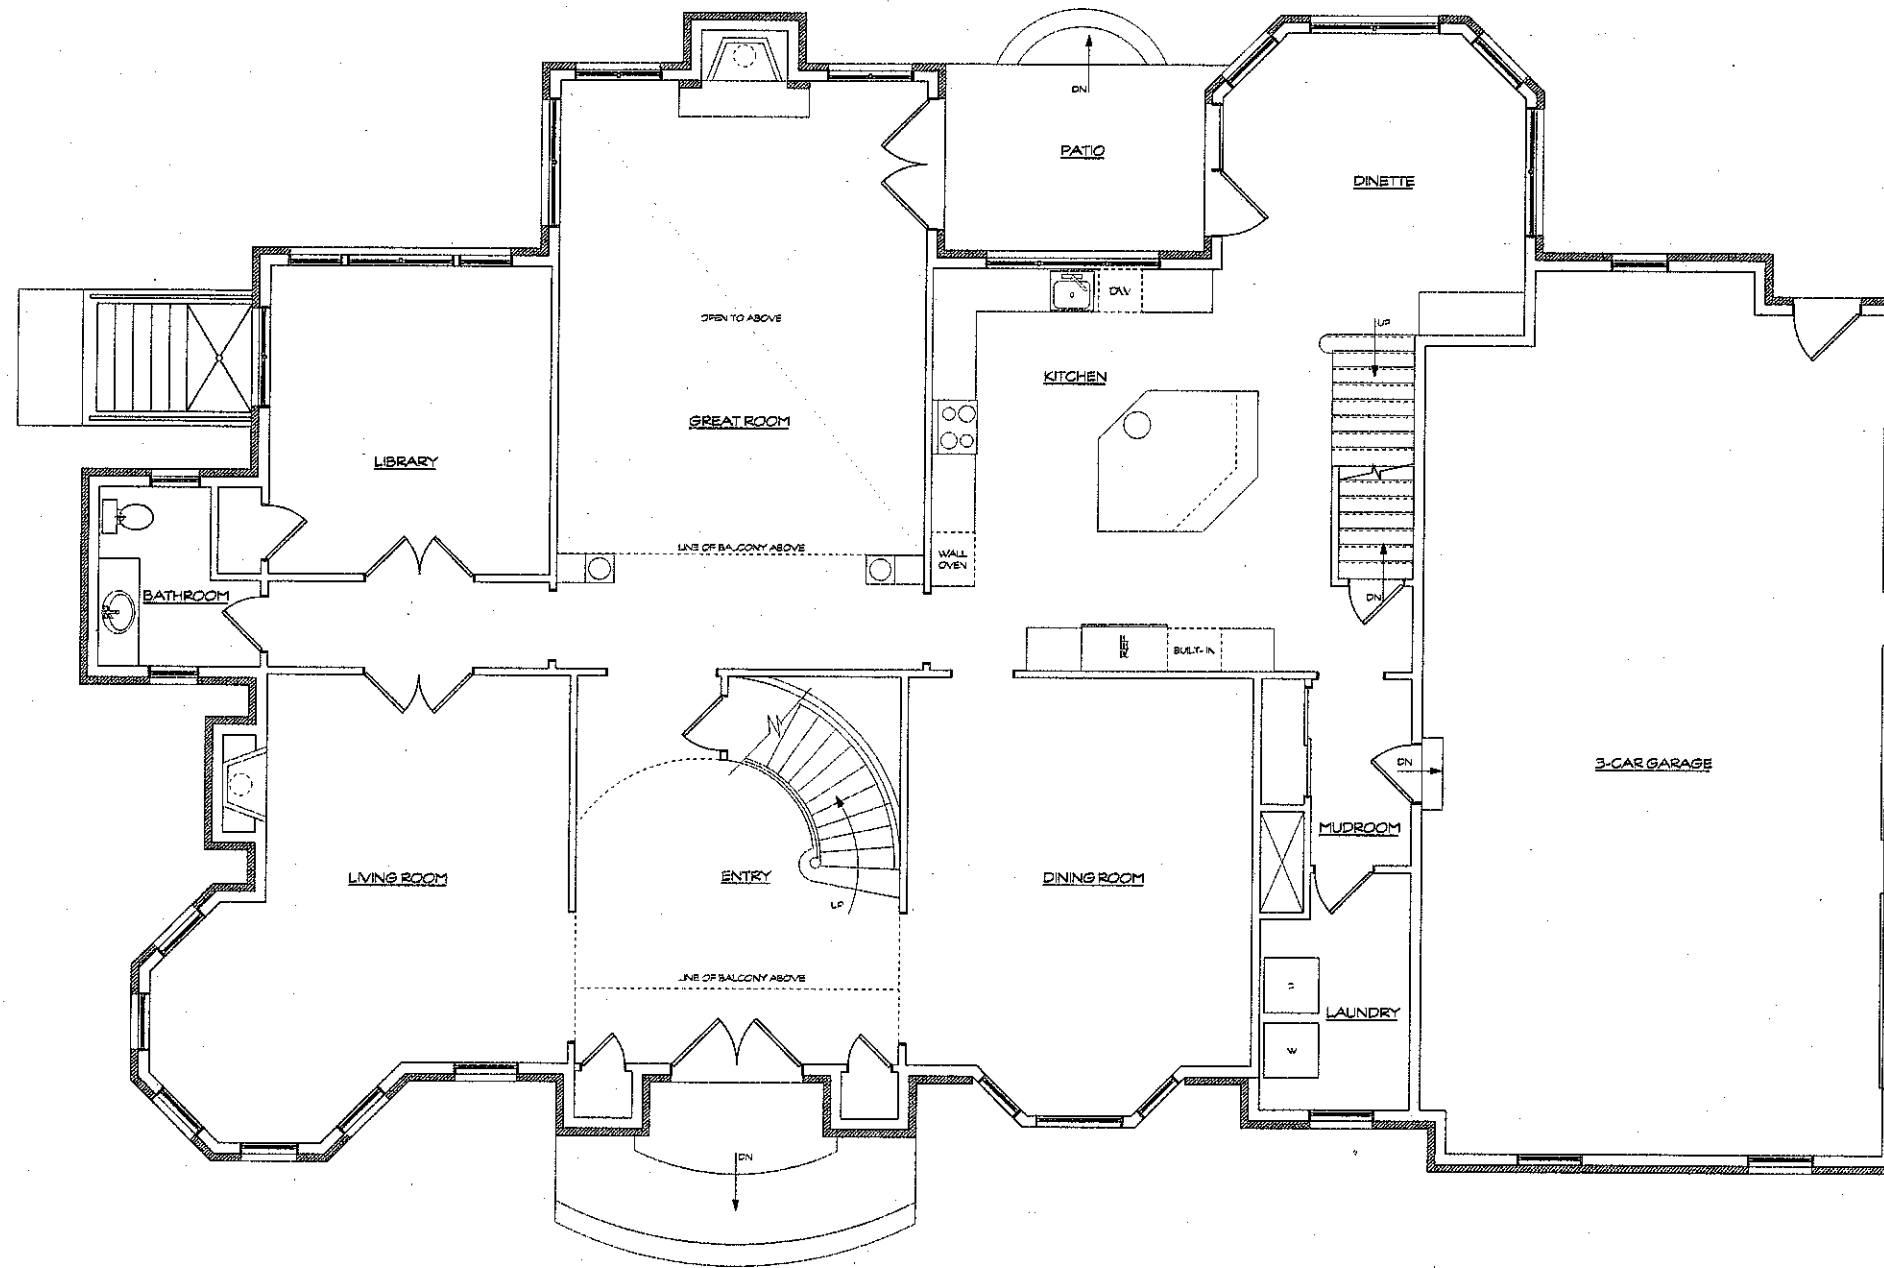 DN
PATIO
DINETTE
DW
OPEN TO ABOVE
UP
KITCHEN
GREAT ROOM
LIBRARY
LINE OF BALCONY ABOVE
WALL
OVEN
BATHROOM
DN
REF
BUILT-IN
DN
3-CAR GARAGE
MUDROOM
LIVING ROOM
ENTRY
DINING ROOM
UP
LINE OF BALCONY ABOVE
D
LAUNDRY
W
DN